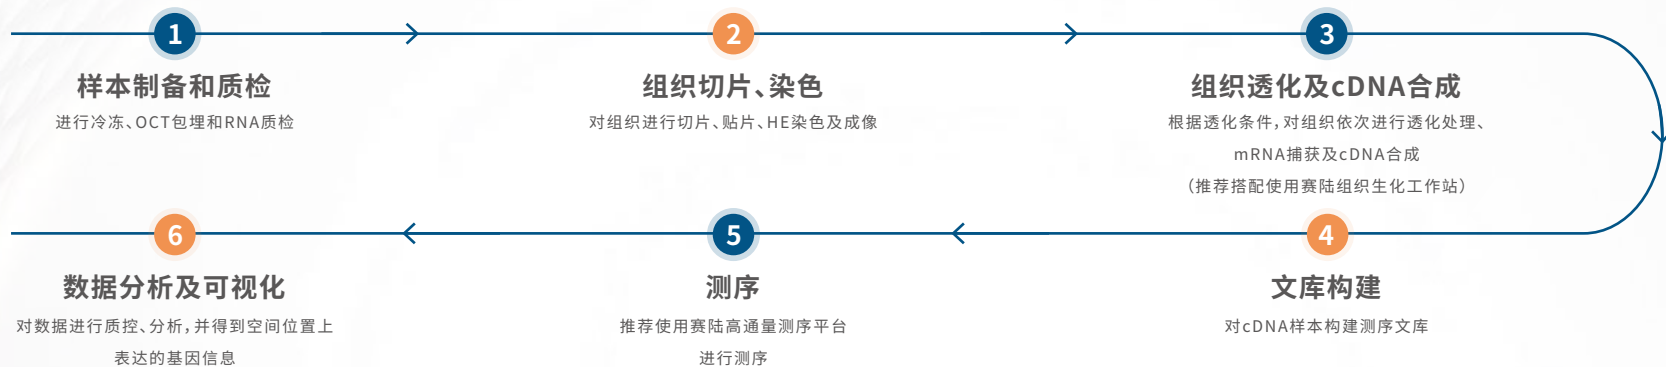 1
样本制备和质检
进行冷冻、OCT包埋和RNA质检
2
组织切片、染色
对组织进行切片、贴片、HE染色及成像
3
组织透化及cDNA合成
根据透化条件，对组织依次进行透化处理、
mRNA捕获及cDNA合成
（推荐搭配使用赛陆组织生化工作站）
4
文库构建
对cDNA样本构建测序文库
5
测序
推荐使用赛陆高通量测序平台
进行测序
6
数据分析及可视化
对数据进行质控、分析，并得到空间位置上
表达的基因信息